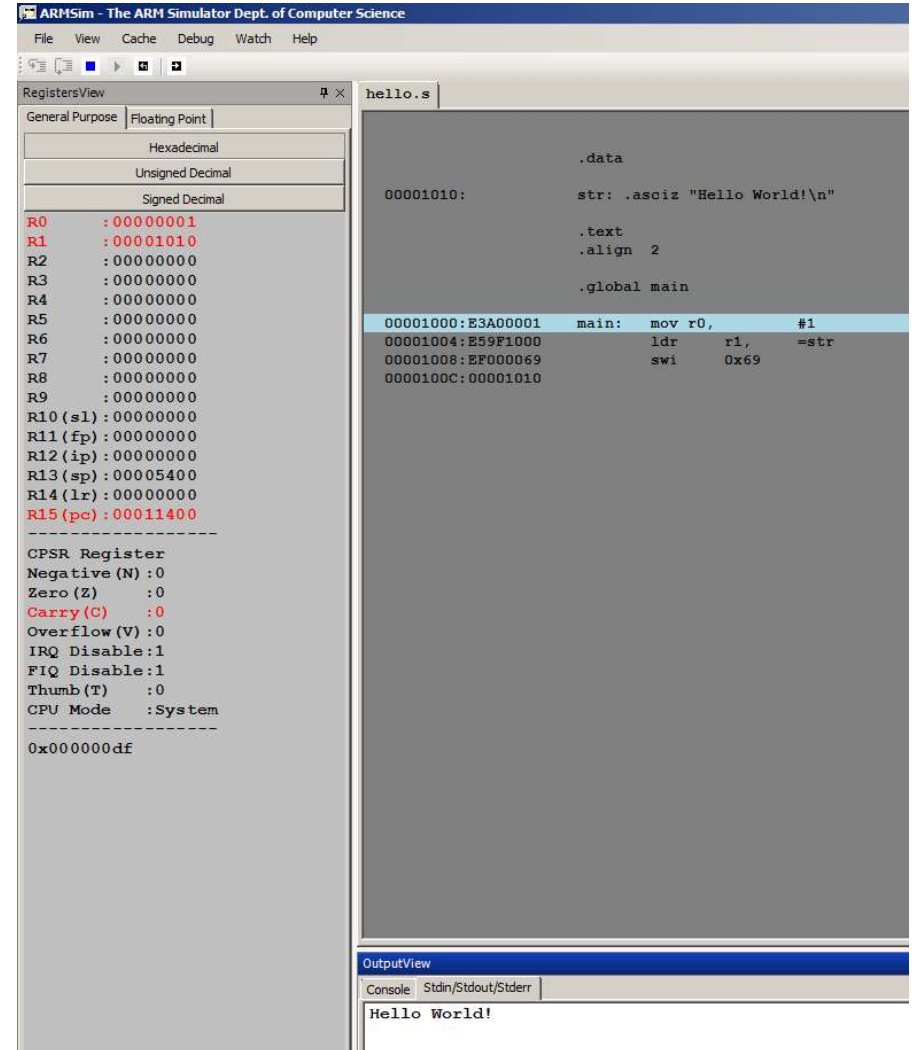 ARMSim - The ARM Simulator Dept. of Computer Science
File View Cache Debug Watch Help
RegistersView
General Purpose Floating Point
Hexadecimal
Unsigned Decimal
Signed Decimal
R0 :00000001
R1 :00001010
R2 :00000000
R3 :00000000
R4 :00000000
R5 :00000000
R6 :00000000
R7 :00000000
R8 :00000000
R9 :00000000
R10(sl):00000000
R11(fp):00000000
R12(ip):00000000
R13(sp):00005400
R14(lr):00000000
R15(pc):00011400
------------------
CPSR Register
Negative(N):0
Zero(Z) :0
Carry(C) :0
Overflow(V):0
IRQ Disable:1
FIQ Disable:1
Thumb(T) :0
CPU Mode :System
------------------
0x000000df
hello.s
.data
00001010: str: .asciz "Hello World!\n"
.text
.align 2
.global main
00001000:E3A00001 main: mov r0, #1
00001004:E59F1000 ldr r1, =str
00001008:EF000069 swi 0x69
0000100C:00001010
OutputView
Console Stdin/Stdout/Stderr
Hello World!